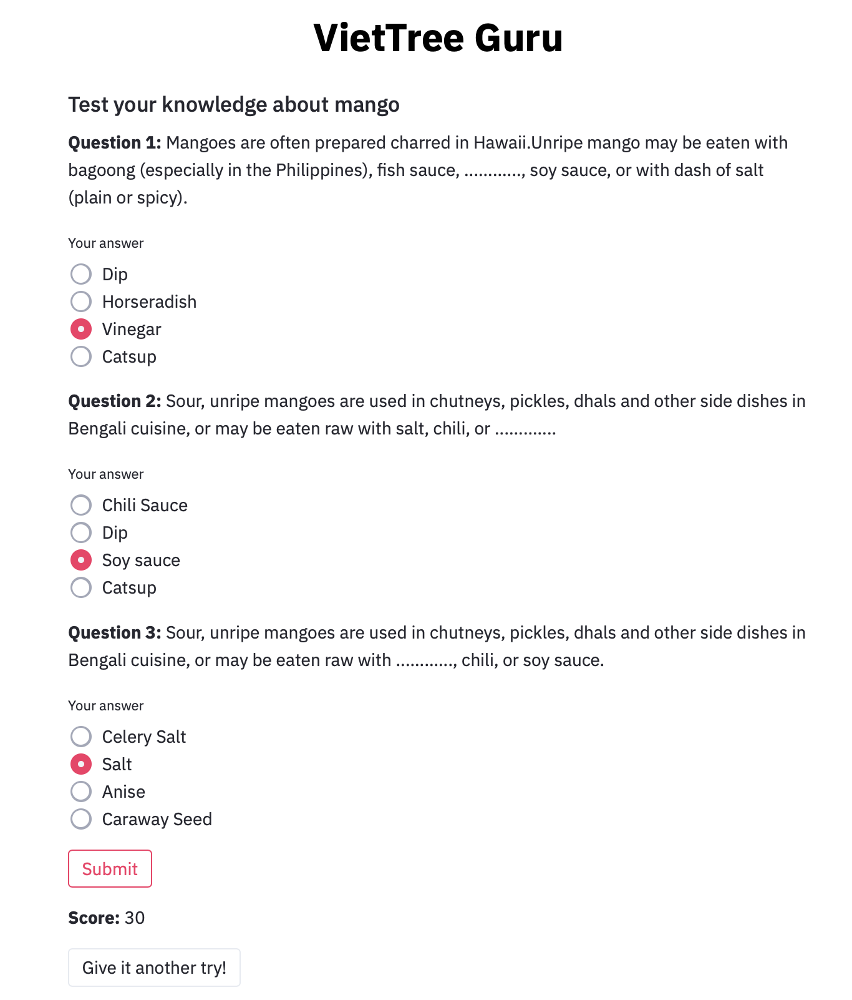 VietTree Guru
Test your knowledge about mango
Question 1: Mangoes are often prepared charred in Hawaii.Unripe mango may be eaten with
bagoong (especially in the Philippines), fish sauce, ............, soy sauce, or with dash of salt
(plain or spicy).
Your answer
Dip
Horseradish
Vinegar
Catsup
Question 2: Sour, unripe mangoes are used in chutneys, pickles, dhals and other side dishes in
Bengali cuisine, or may be eaten raw with salt, chili, or .............
Your answer
Chili Sauce
Dip
Soy sauce
Catsup
Question 3: Sour, unripe mangoes are used in chutneys, pickles, dhals and other side dishes in
Bengali cuisine, or may be eaten raw with ............, chili, or soy sauce.
Your answer
Celery Salt
Salt
Anise
Caraway Seed
Submit
Score: 30
Give it another try!